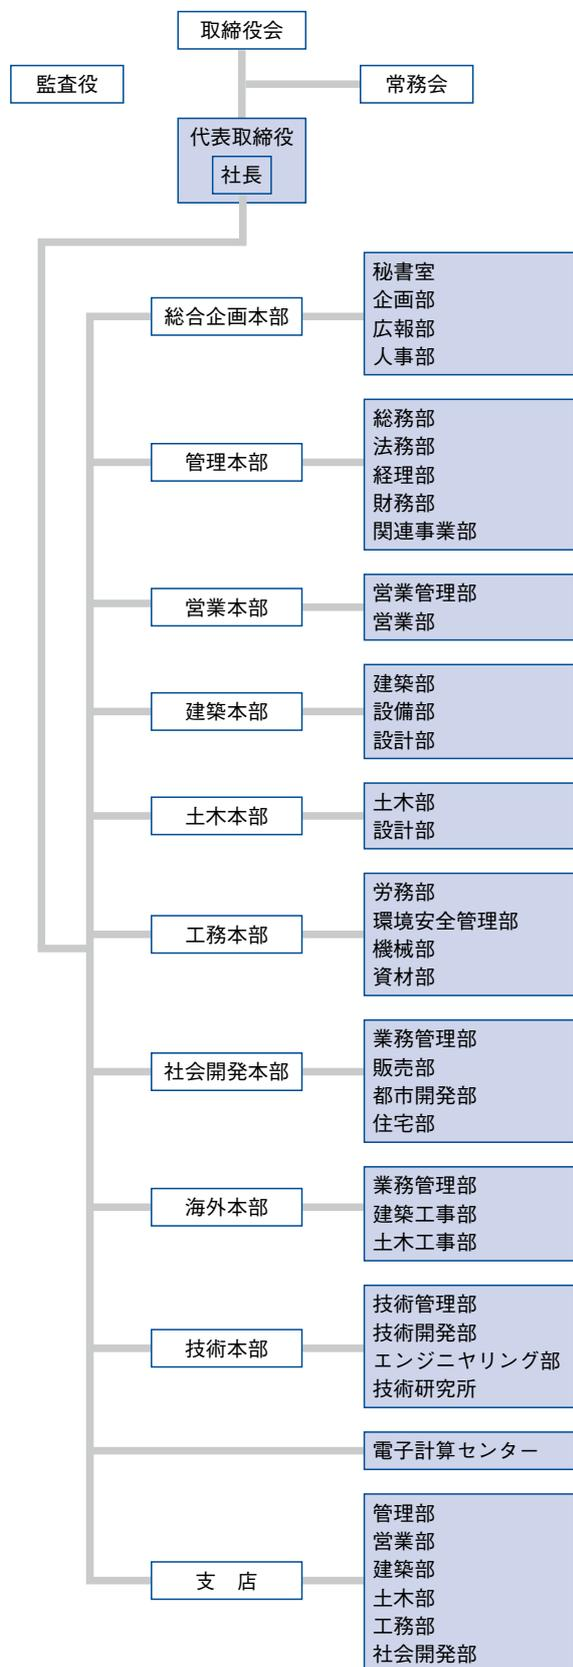 取締役会
監査役
常務会
代表取締役
社長
総合企画本部
秘書室
企画部
広報部
人事部
管理本部
総務部
法務部
経理部
財務部
関連事業部
営業本部
営業管理部
営業部
建築本部
建築部
設備部
設計部
土木本部
土木部
設計部
工務本部
労務部
環境安全管理部
機械部
資材部
社会開発本部
業務管理部
販売部
都市開発部
住宅部
海外本部
業務管理部
建築工事部
土木工事部
技術本部
技術管理部
技術開発部
エンジニヤリング部
技術研究所
電子計算センター
支　店
管理部
営業部
建築部
土木部
工務部
社会開発部